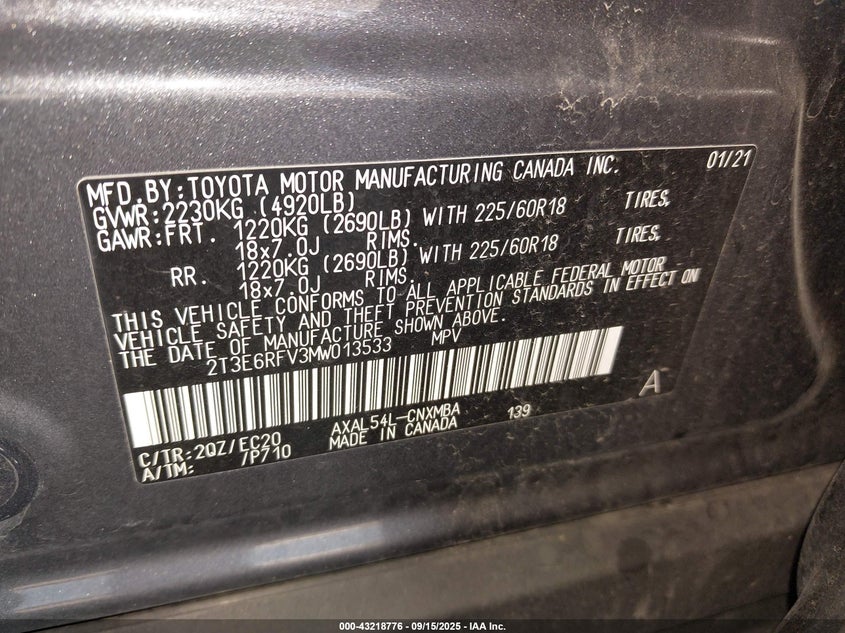 MFD.BY:TOYOTA MOTOR MANUFACTURING CANADA INC. 01/21
GVWR:2230KG (4920LB)
GAWR:FRT. 1220KG (2690LB) WITH 225/60R18 TIRES,
18x7.0J RIMS.
RR. 1220KG (2690LB) WITH 225/60R18 TIRES,
18x7.0J RIMS.
THIS VEHICLE CONFORMS TO ALL APPLICABLE FEDERAL MOTOR
VEHICLE SAFETY AND THEFT PREVENTION STANDARDS IN EFFECT ON
THE DATE OF MANUFACTURE SHOWN ABOVE.
2T3E6RFV3MW013533 MPV
A
C/TR:2QZ/EC20 AXAL54L-CNXMBA 139
A/TM: /P710 MADE IN CANADA
000-43218776 - 09/15/2025 - IAA Inc.